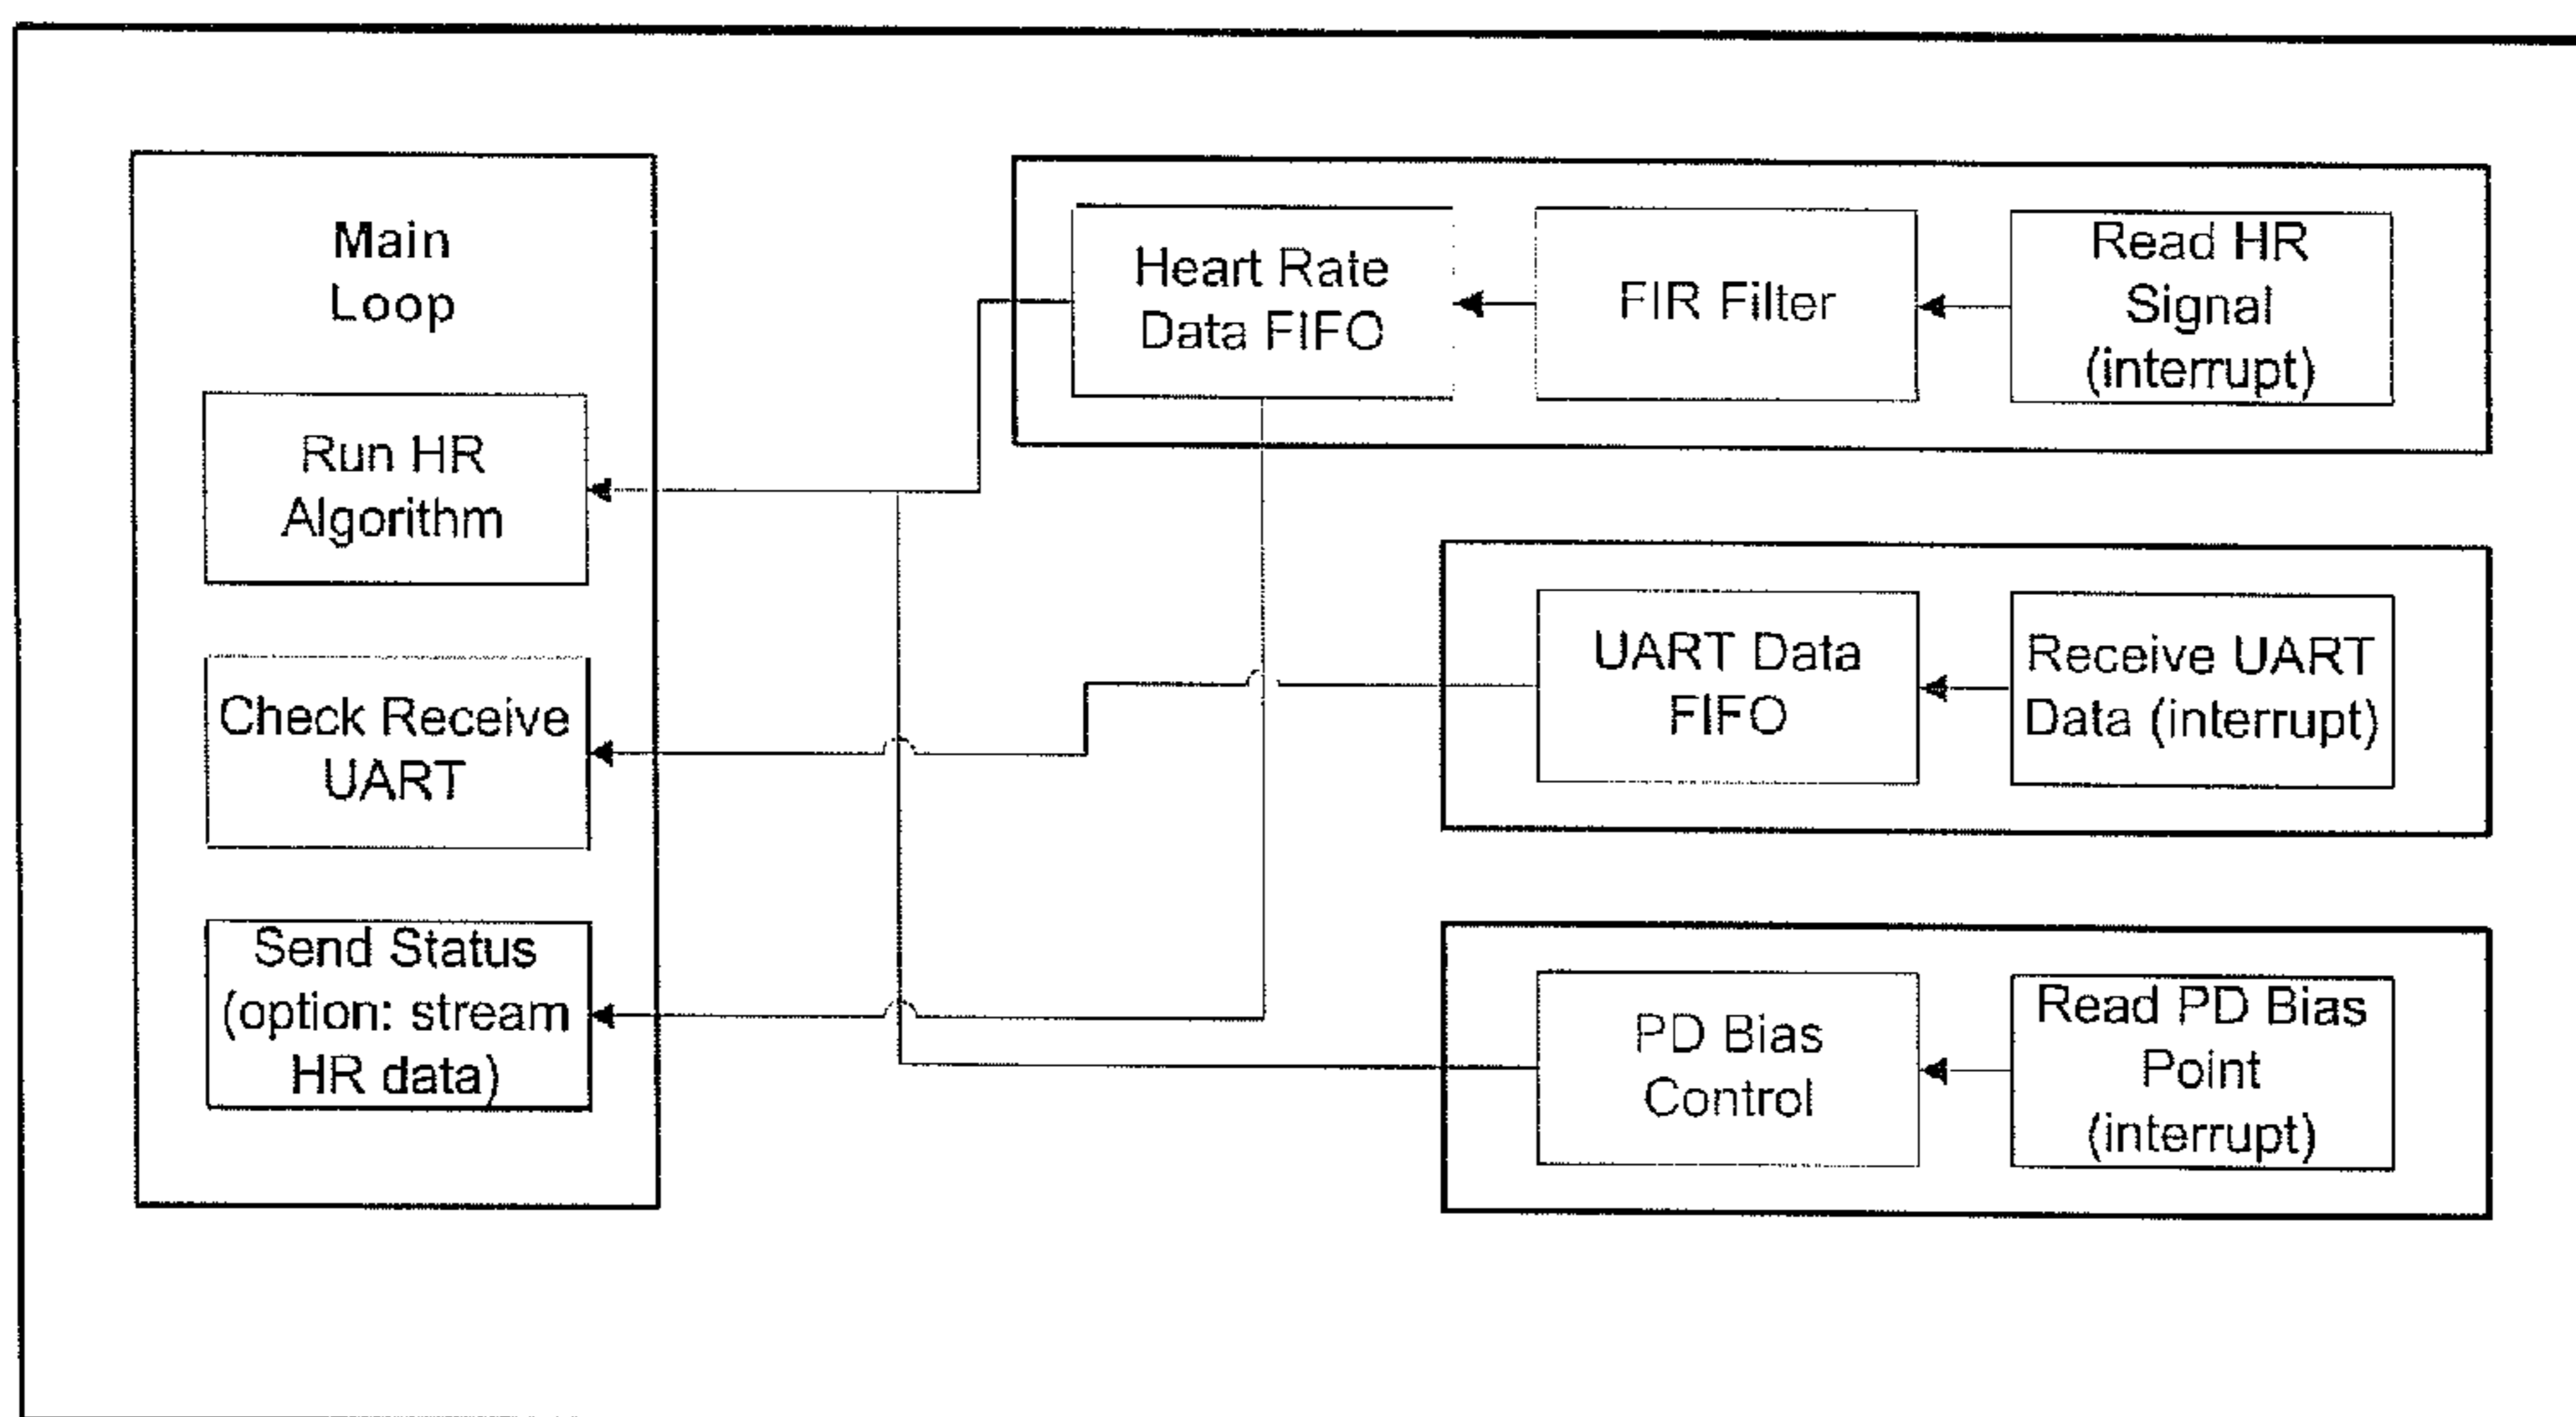 Main
Loop
Run HR
Algorithm
Check Receive
UART
Send Status
(option: stream
HR data)
Heart Rate
Data FIFO
FIR Filter
Read HR
Signal
(interrupt)
UART Data
FIFO
Receive UART
Data (interrupt)
PD Bias
Control
Read PD Bias
Point
(interrupt)